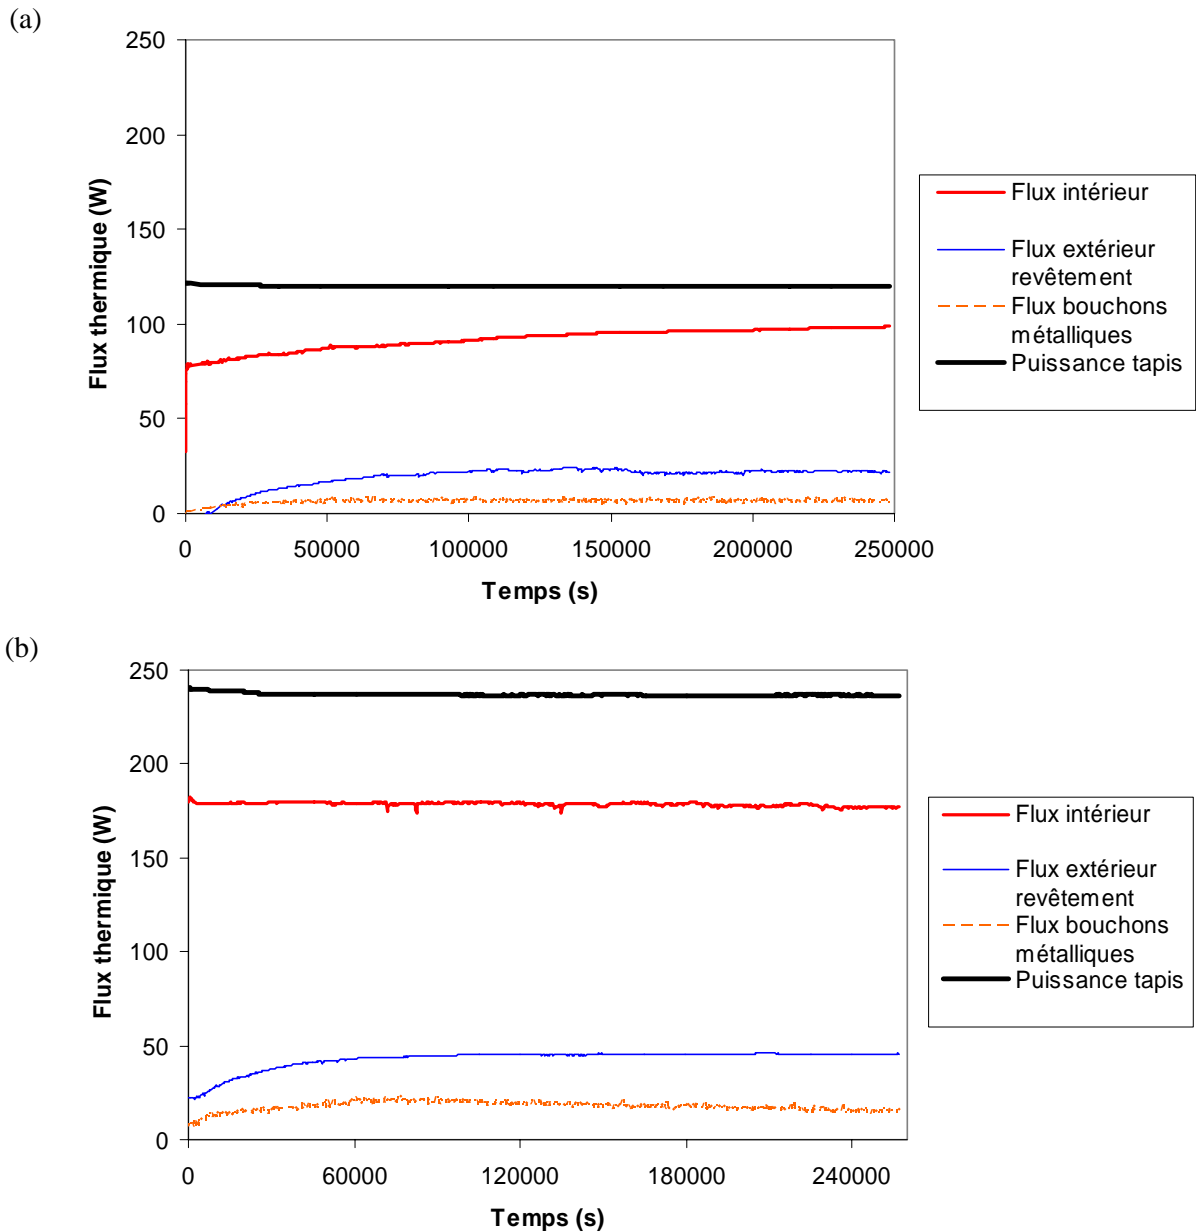 (a)
250
200
150
100
50
0
Flux thermique (W)
0 50000 100000 150000 200000 250000
Temps (s)
Flux intérieur
Flux extérieur
revêtement
Flux bouchons
métalliques
Puissance tapis
(b)
250
200
150
100
50
0
Flux thermique (W)
0 60000 120000 180000 240000
Temps (s)
Flux intérieur
Flux extérieur
revêtement
Flux bouchons
métalliques
Puissance tapis